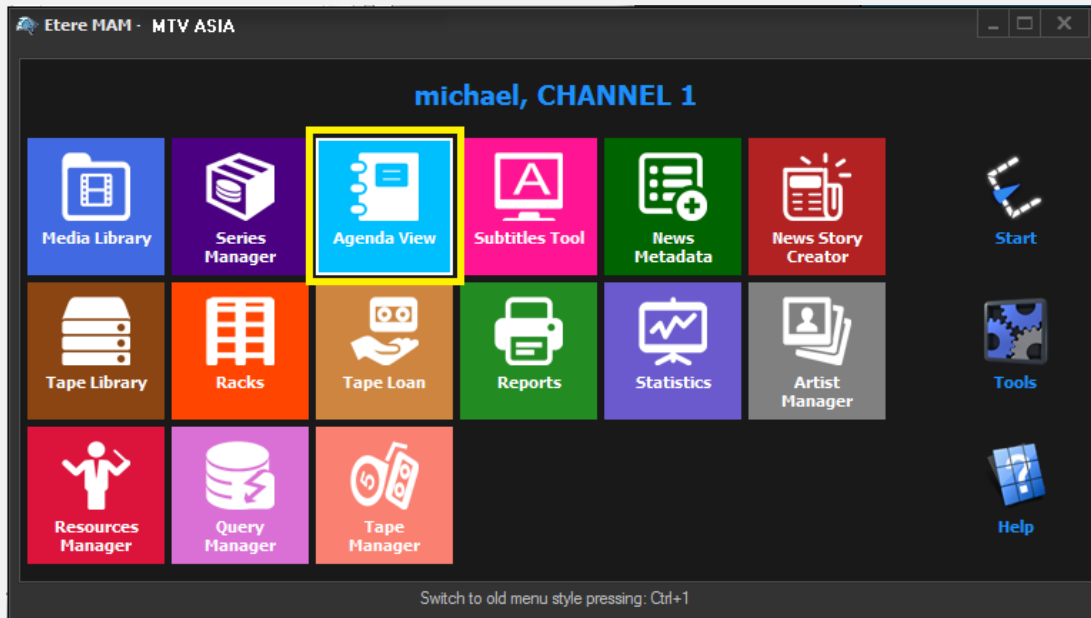 Etere MAM - MTV ASIA
michael, CHANNEL 1
Media Library
Series
Manager
Agenda View
A
Subtitles Tool
News
Metadata
News Story
Creator
Start
Tape Library
Racks
Tape Loan
Reports
Statistics
Artist
Manager
Tools
Resources
Manager
Query
Manager
5
Tape
Manager
?
Help
Switch to old menu style pressing: Ctrl+1